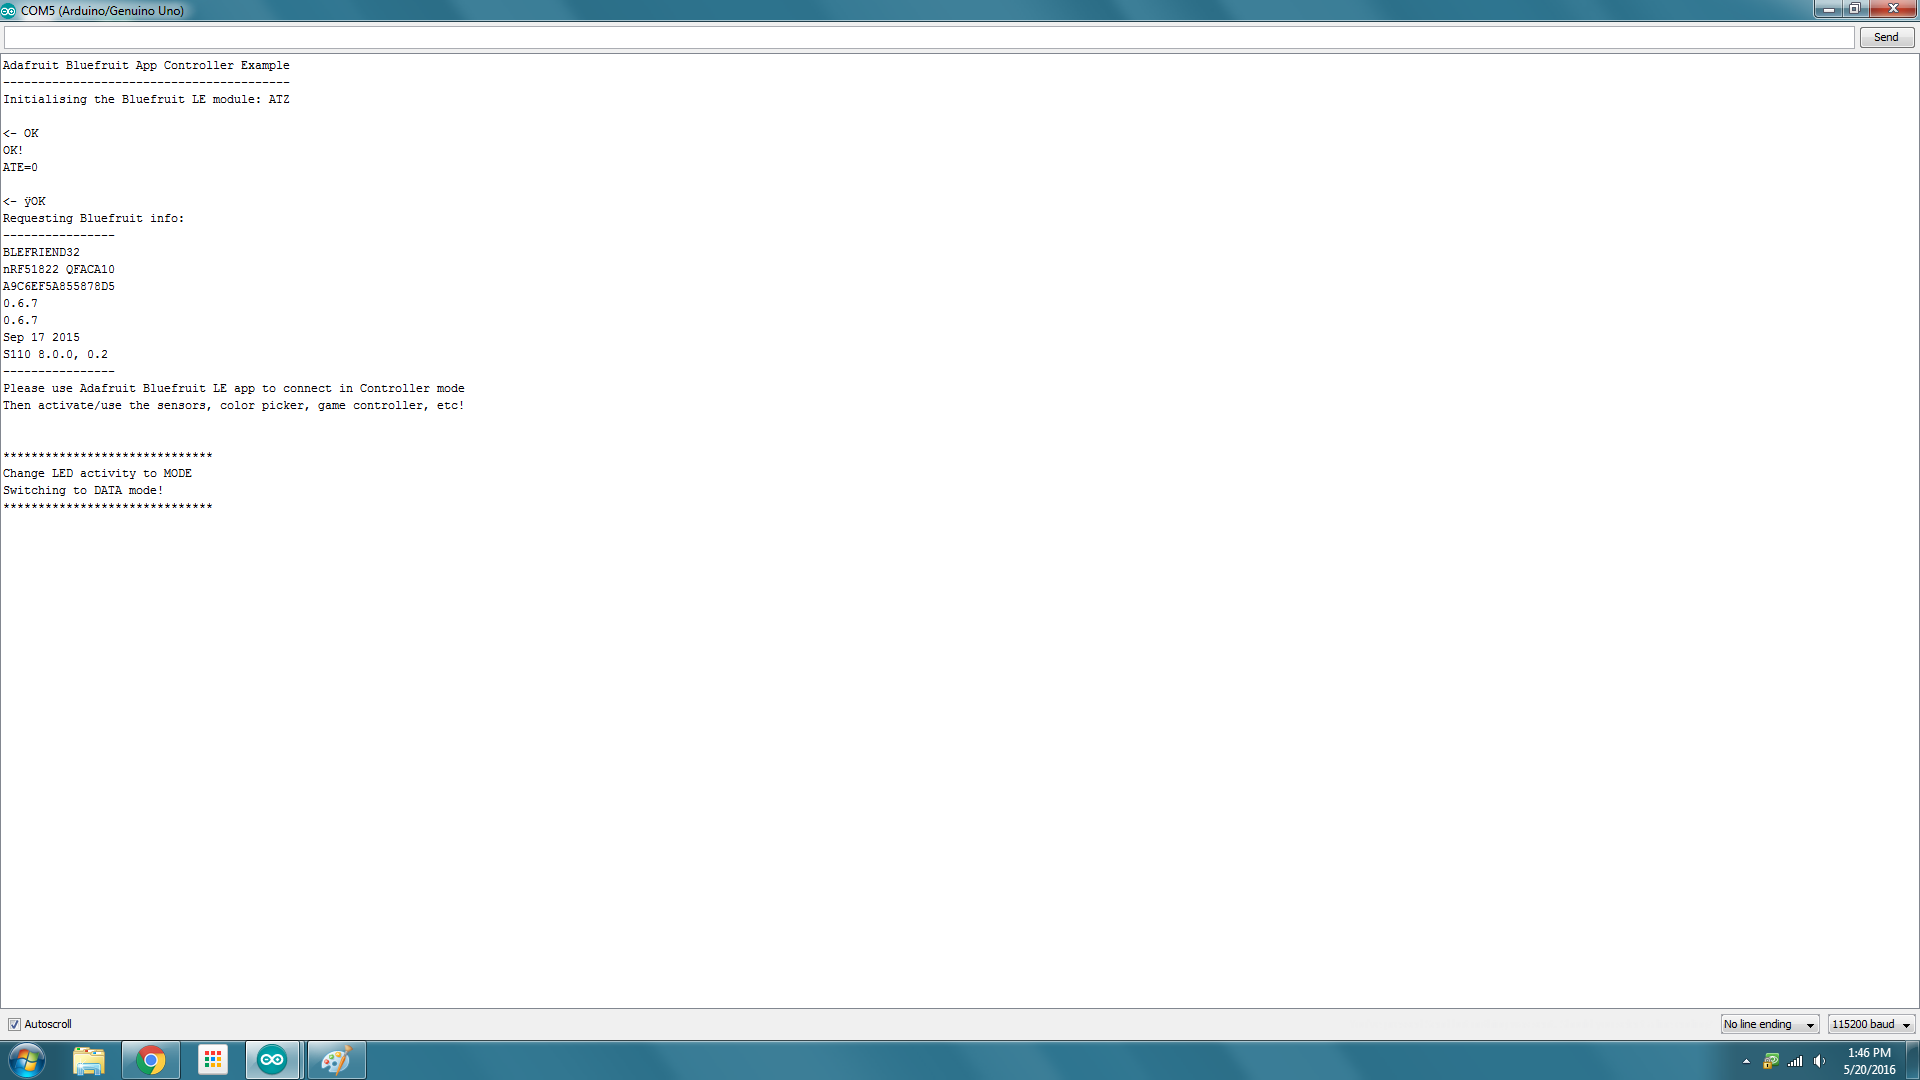 COM5 (Arduino/Genuino Uno)
Send
Adafruit Bluefruit App Controller Example
-----------------------------------------
Initialising the Bluefruit LE module: ATZ
<- OK
OK!
ATE=0
<- ÿOK
Requesting Bluefruit info:
----------------
BLEFRIEND32
nRF51822 QFACA10
A9C6EF5A855878D5
0.6.7
0.6.7
Sep 17 2015
S110 8.0.0, 0.2
----------------
Please use Adafruit Bluefruit LE app to connect in Controller mode
Then activate/use the sensors, color picker, game controller, etc!
******************************
Change LED activity to MODE
Switching to DATA mode!
******************************
Autoscroll
No line ending
115200 baud
1:46 PM
5/20/2016